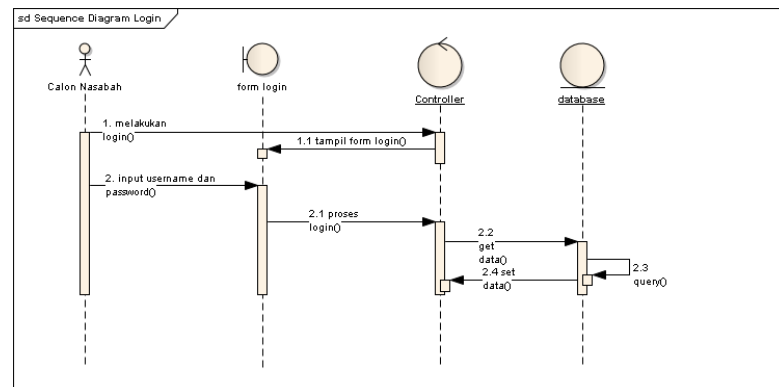 sd Sequence Diagram Login
Calon Nasabah
form login
Controller
database
1. melakukan
login()
1.1 tampil form login()
2. input username dan
password()
2.1 proses
login()
2.2
get
data()
2.3
query()
2.4 set
data()